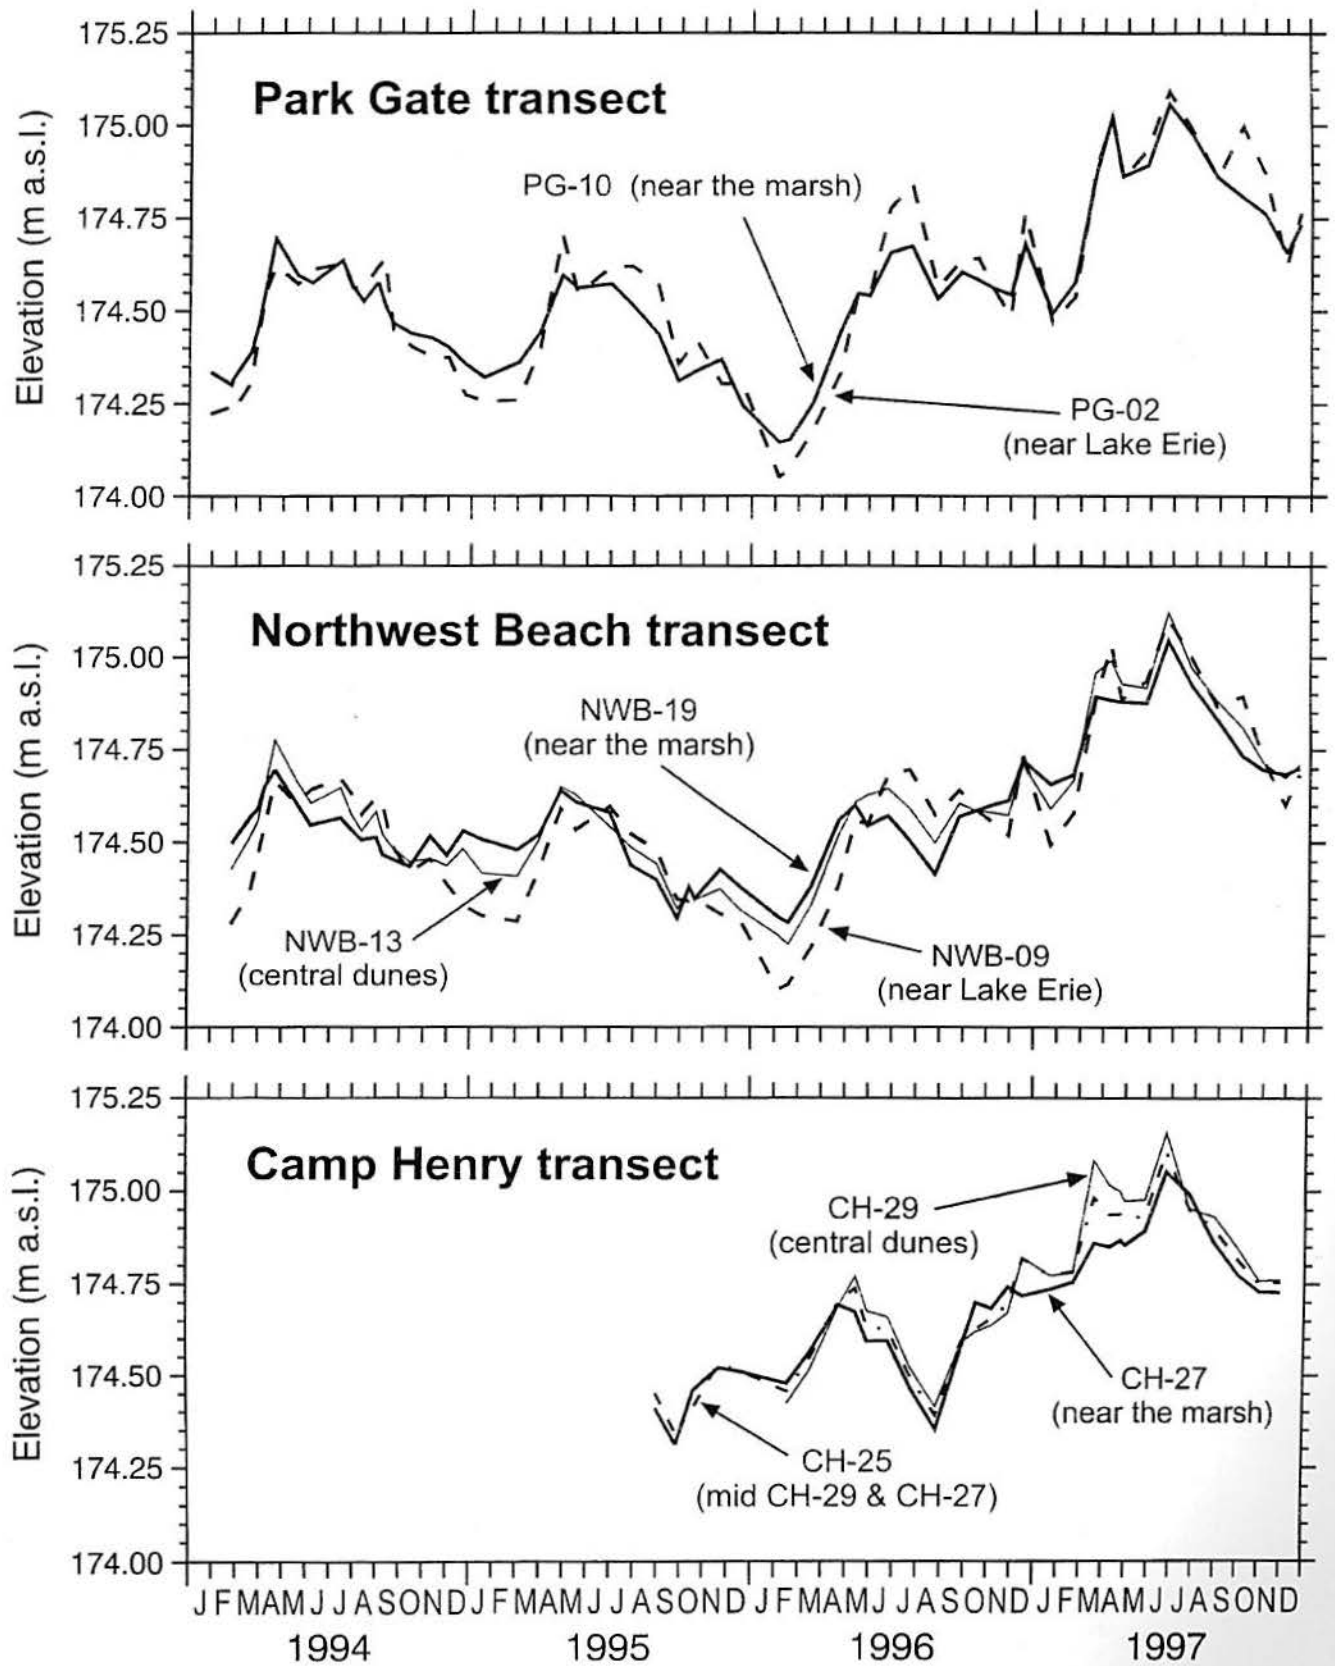 175.25
Park Gate transect
175.00
PG-10 (near the marsh)
174.75
174.50
174.25
PG-02
(near Lake Erie)
174.00
Elevation (m a.s.l.)
175.25
Northwest Beach transect
175.00
NWB-19
(near the marsh)
174.75
174.50
174.25
NWB-13
(central dunes)
NWB-09
(near Lake Erie)
174.00
Elevation (m a.s.l.)
175.25
Camp Henry transect
175.00
CH-29
(central dunes)
174.75
174.50
CH-27
(near the marsh)
174.25
CH-25
(mid CH-29 & CH-27)
174.00
Elevation (m a.s.l.)
J F M A M J J A S O N D J F M A M J J A S O N D J F M A M J J A S O N D J F M A M J J A S O N D
1994 1995 1996 1997